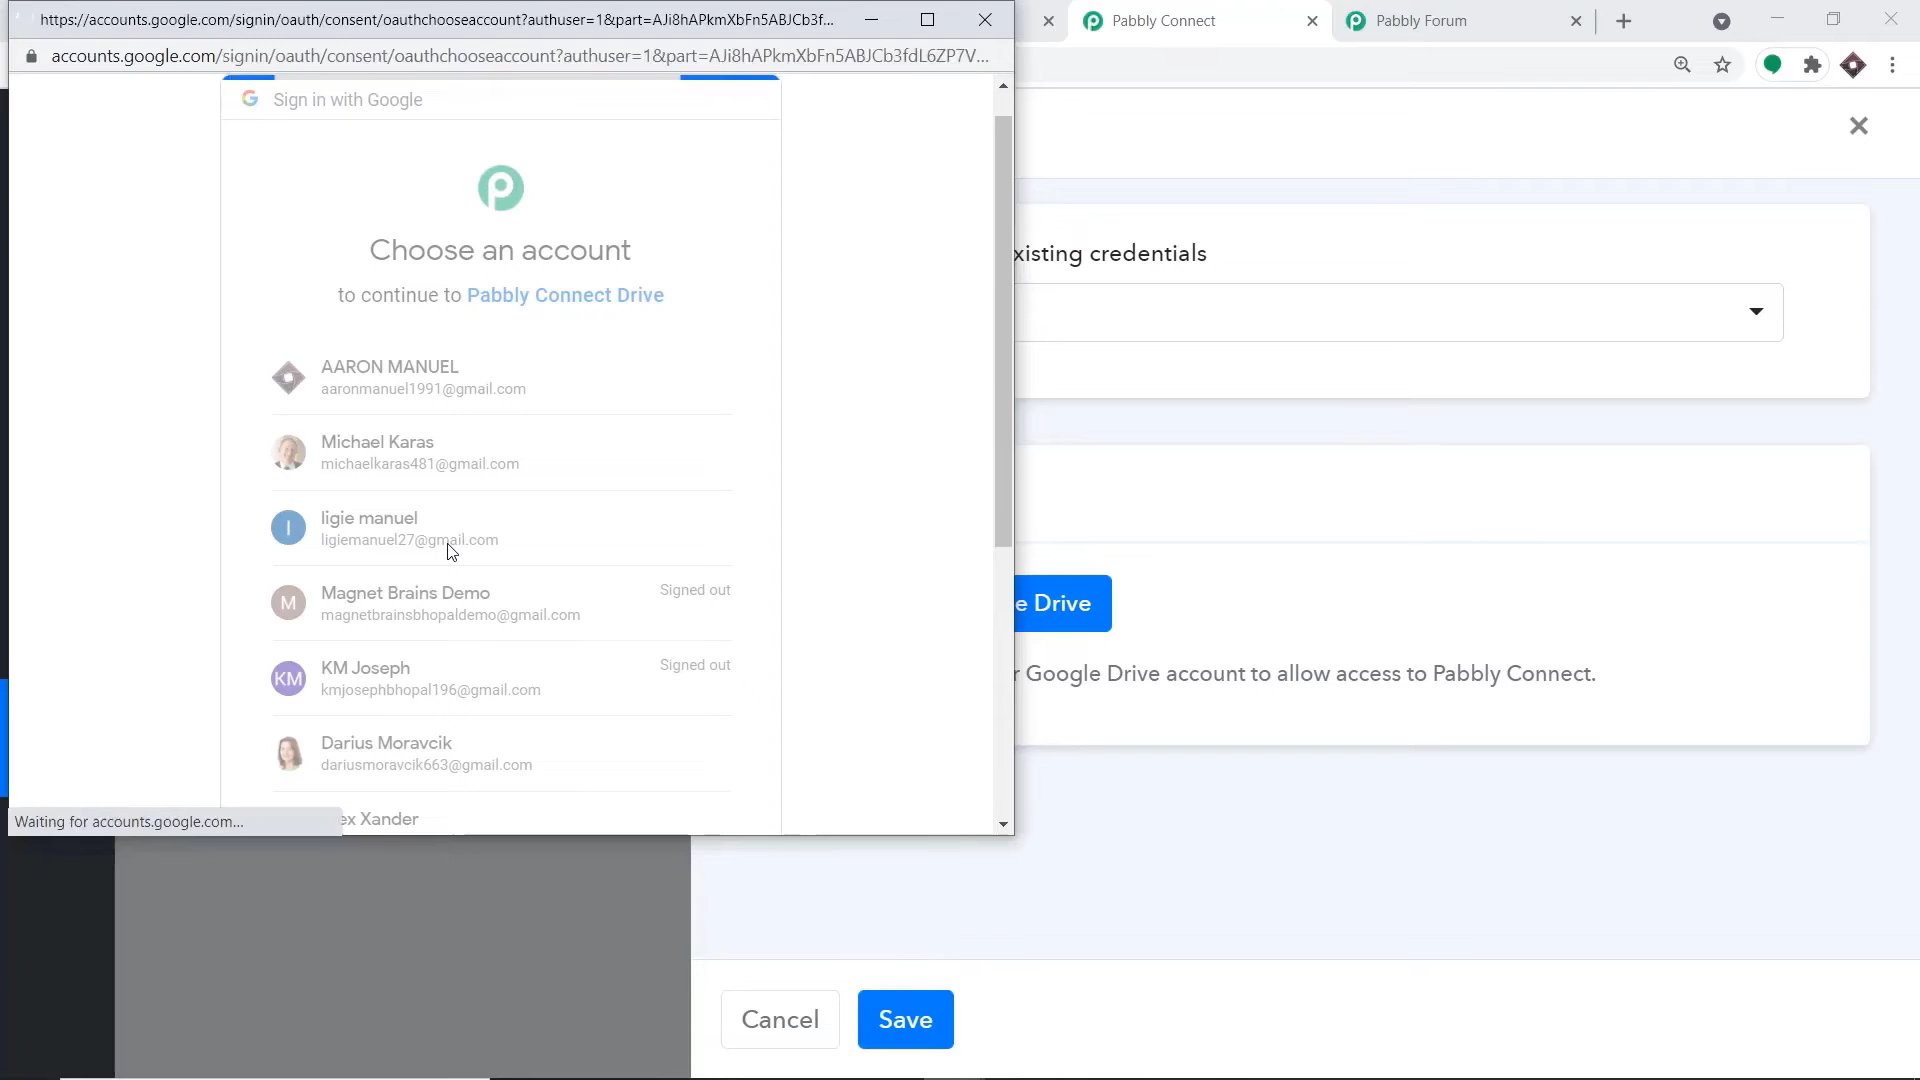 https://accounts.google.com/signin/oauth/consent/oauthchooseaccount?authuser=1&part=AJi8hAPkmXbFn5ABJCb3f...
Pabbly Connect
Pabbly Forum
accounts.google.com/signin/oauth/consent/oauthchooseaccount?authuser=1&part=AJi8hAPkmXbFn5ABJCb3fdL6ZP7V...
Sign in with Google
Choose an account
to continue to Pabbly Connect Drive
AARON MANUEL
aaronmanuel1991@gmail.com
Michael Karas
michaelkaras481@gmail.com
l
ligie manuel
ligiemanuel27@gmail.com
M
Magnet Brains Demo
Signed out
magnetbrainsbhopaldemo@gmail.com
KM
KM Joseph
Signed out
kmjosephbhopal196@gmail.com
Darius Moravcik
dariusmoravcik663@gmail.com
ex Xander
Waiting for accounts.google.com...
xisting credentials
e Drive
r Google Drive account to allow access to Pabbly Connect.
Cancel
Save